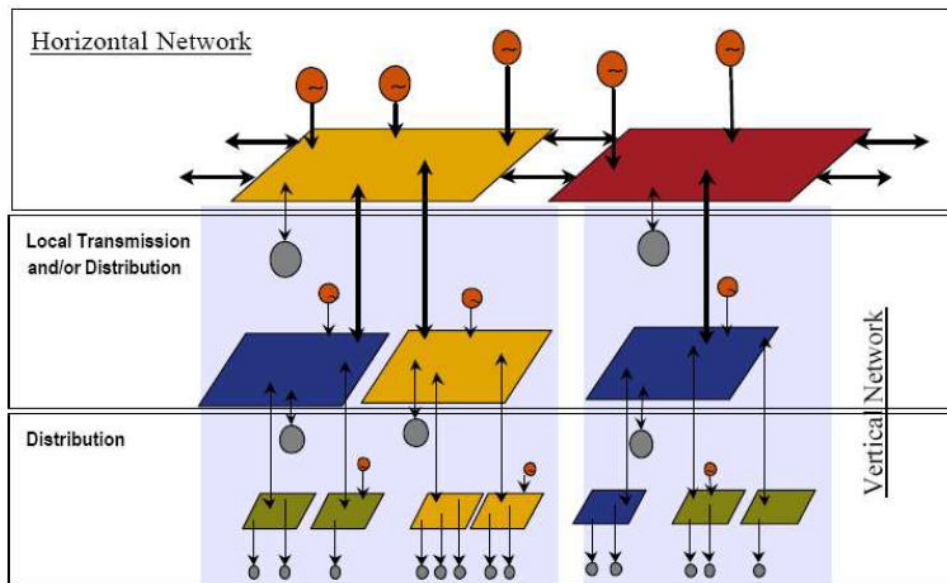 Horizontal Network
Local Transmission
and/or Distribution
Distribution
Vertical Network